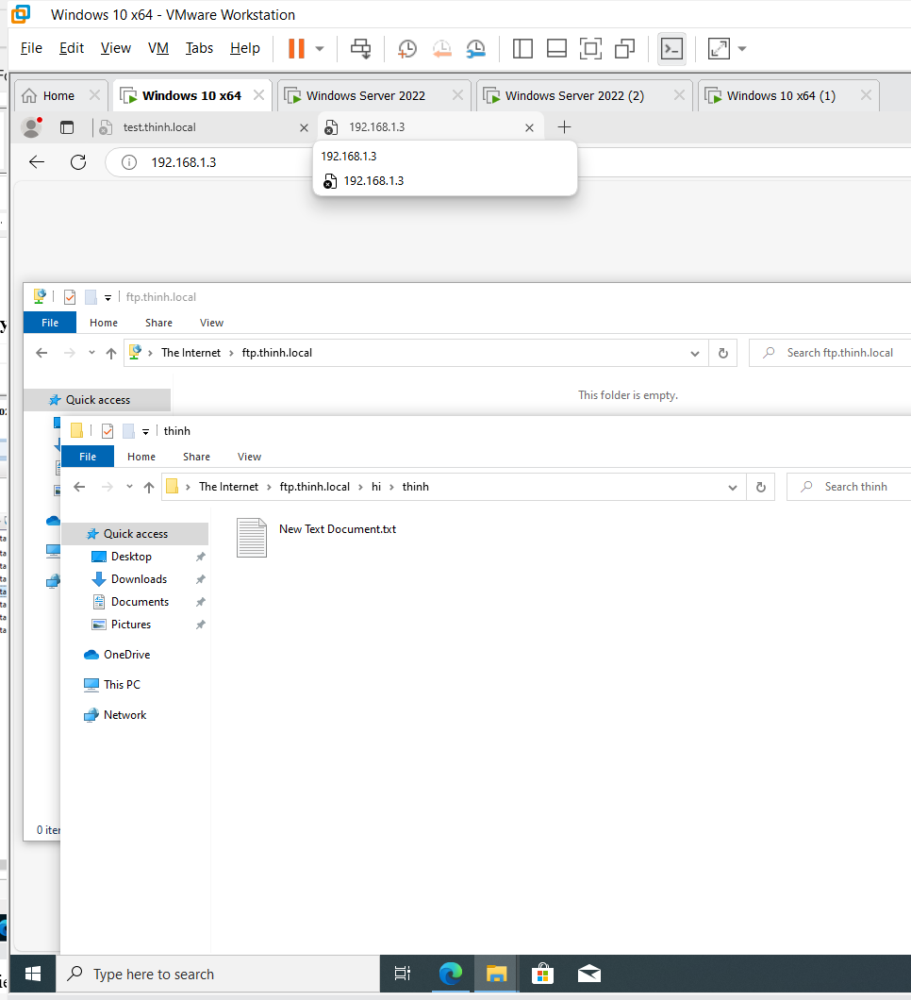 Windows 10 x64 - VMware Workstation
File Edit View VM Tabs Help
Home Windows 10 x64 Windows Server 2022 Windows Server 2022 (2) Windows 10 x64 (1)
test.thinh.local 192.168.1.3
192.168.1.3
192.168.1.3
192.168.1.3
ftp.thinh.local
File Home Share View
The Internet > ftp.thinh.local Search ftp.thinh.local
Quick access
This folder is empty.
thinh
File Home Share View
The Internet > ftp.thinh.local > hi > thinh Search thinh
New Text Document.txt
Quick access
Desktop
Downloads
Documents
Pictures
OneDrive
This PC
Network
0 iter
Type here to search